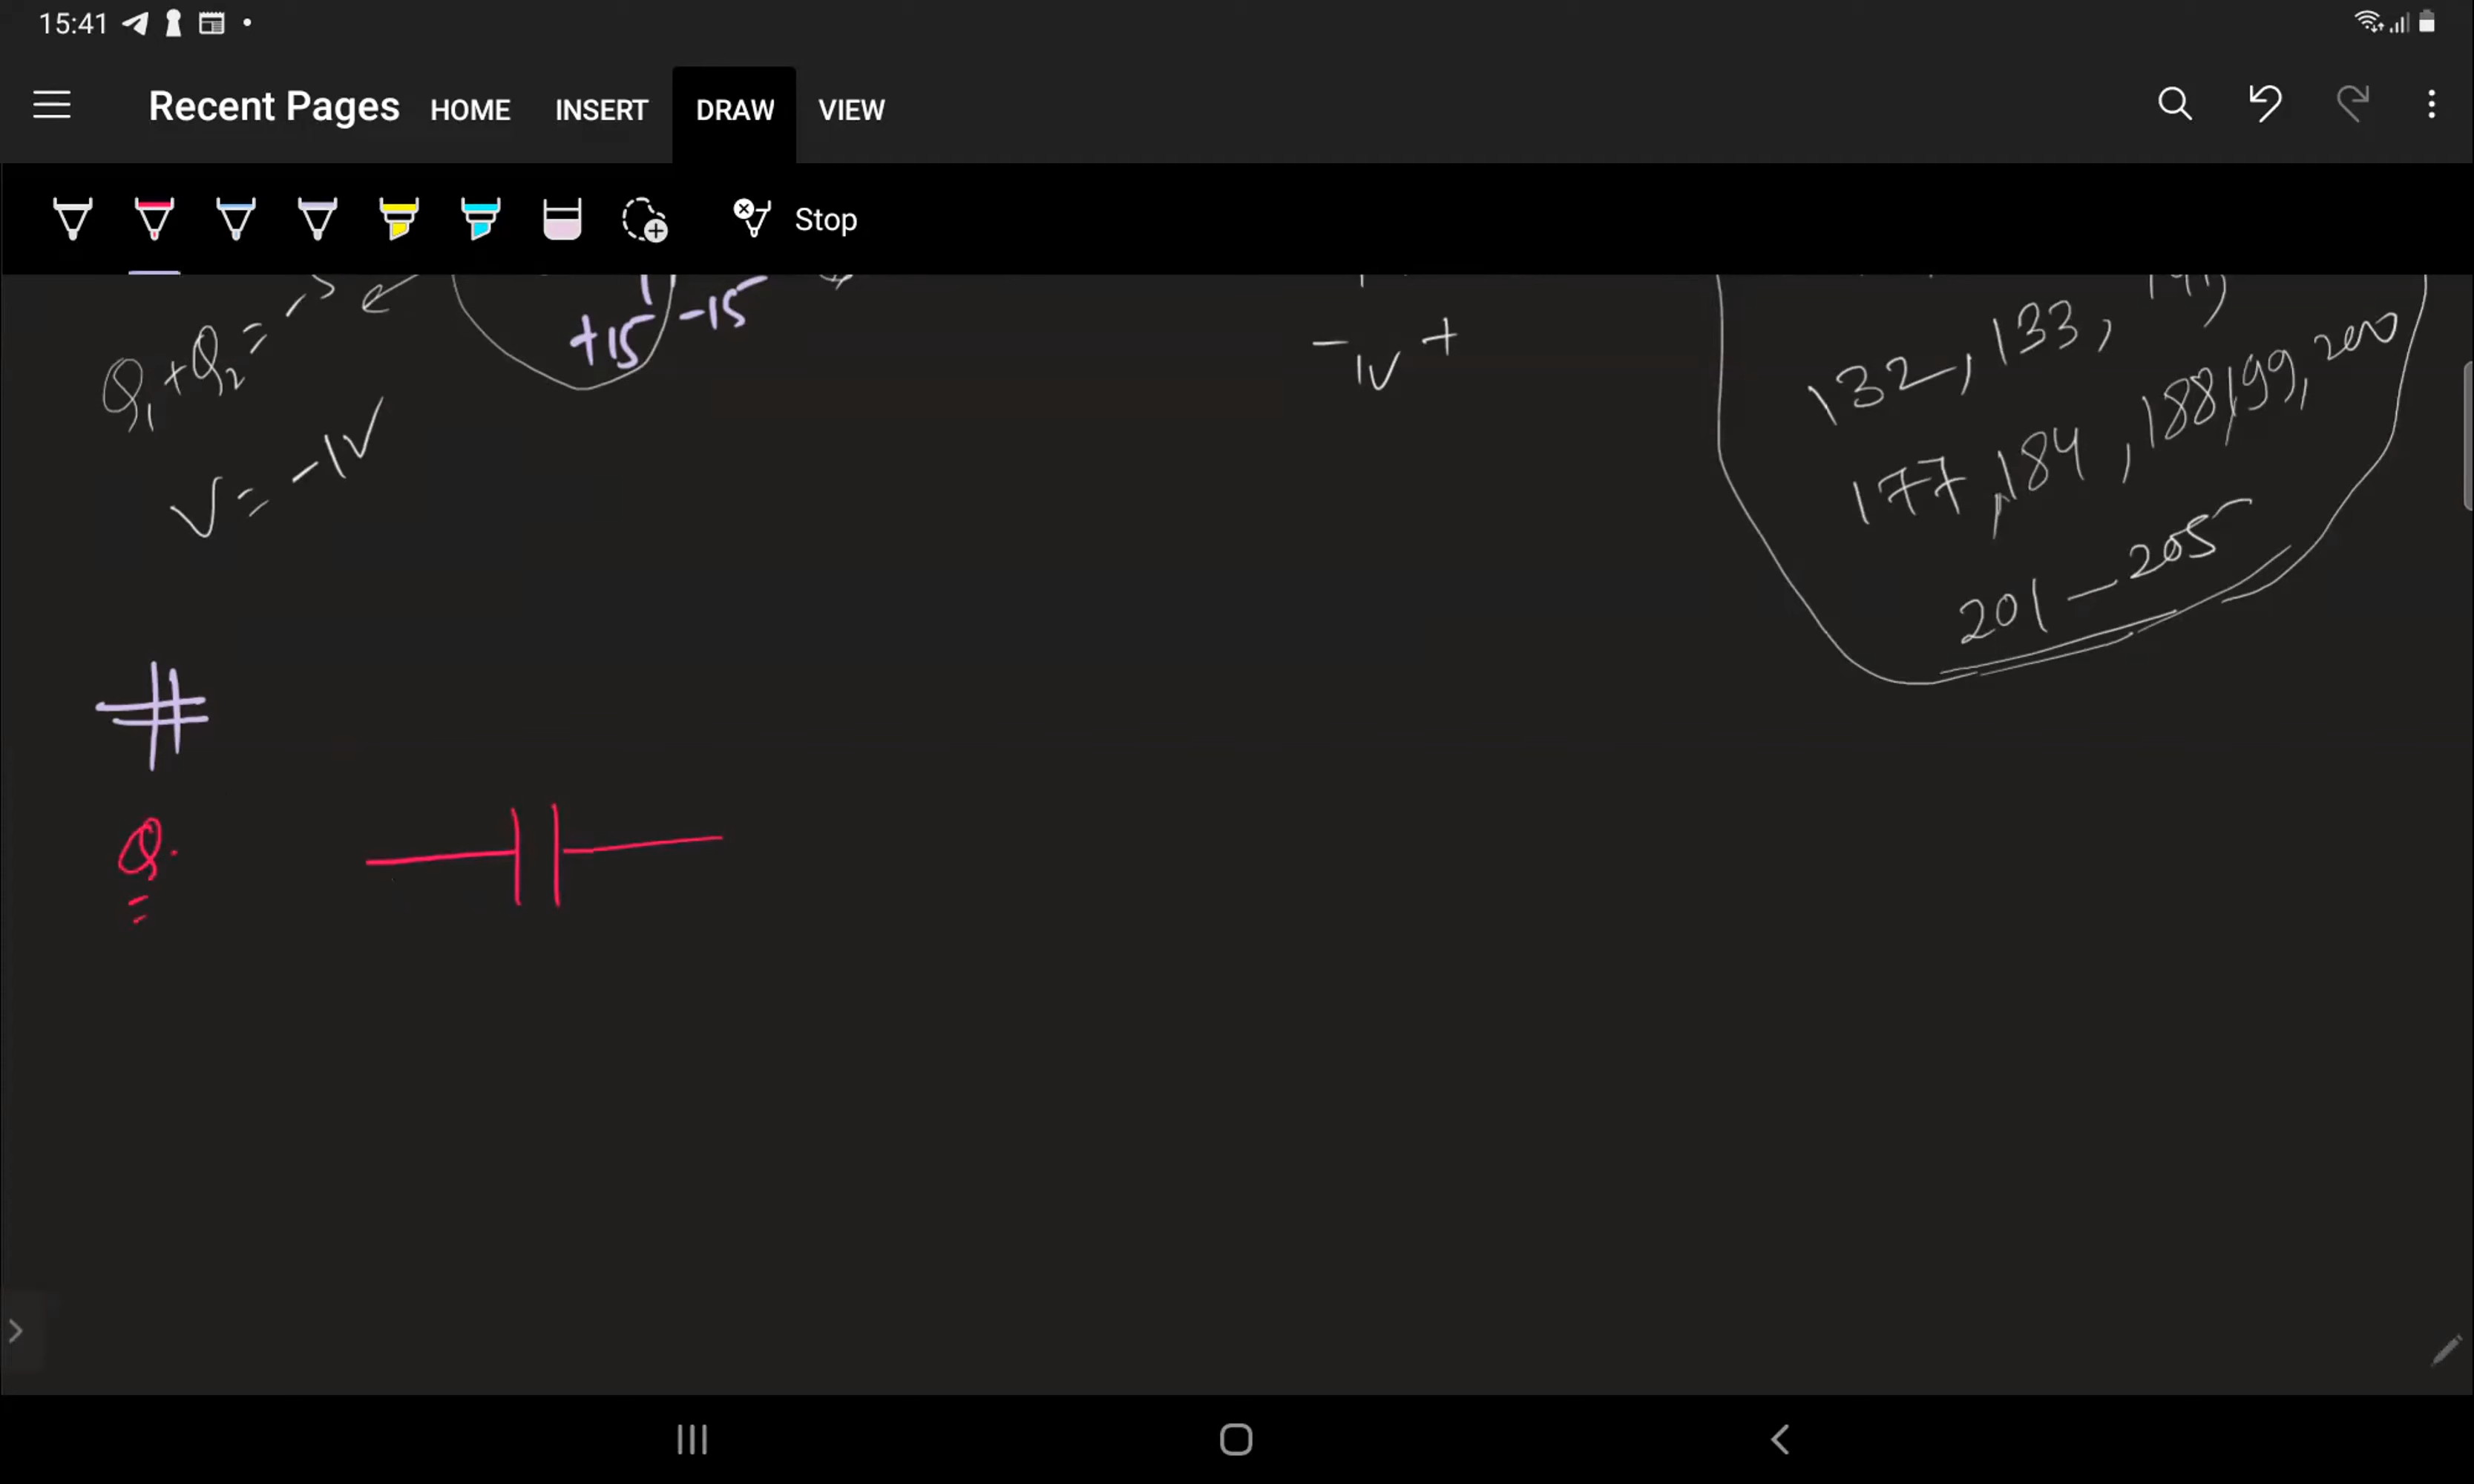 15:41
Recent Pages HOME INSERT DRAW VIEW
Stop
+15 -15
Q₁+Q₂=
V=-1V
- 1V +
132, 133,
177, 184, 188, 199, 200
201-205
#
Q.